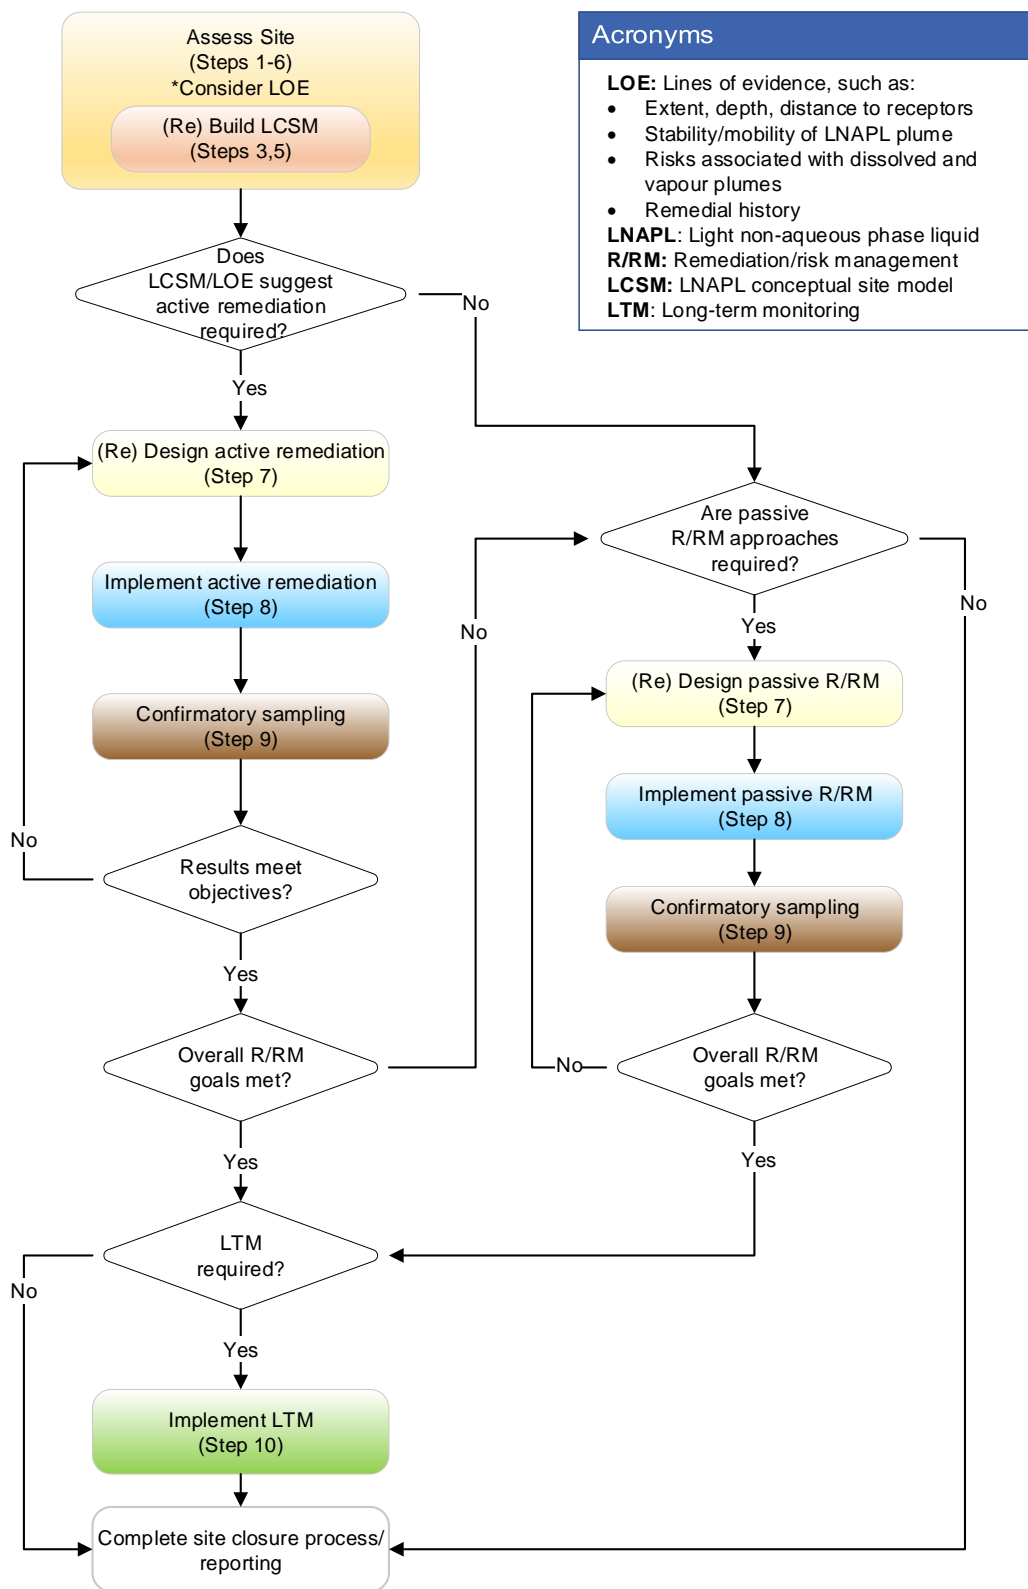 Assess Site
(Steps 1-6)
*Consider LOE
(Re) Build LCSM
(Steps 3,5)
Acronyms
LOE: Lines of evidence, such as:
• Extent, depth, distance to receptors
• Stability/mobility of LNAPL plume
• Risks associated with dissolved and
vapour plumes
• Remedial history
LNAPL: Light non-aqueous phase liquid
R/RM: Remediation/risk management
LCSM: LNAPL conceptual site model
LTM: Long-term monitoring
Does
LCSM/LOE suggest
active remediation
required?
No
Yes
(Re) Design active remediation
(Step 7)
Implement active remediation
(Step 8)
Confirmatory sampling
(Step 9)
No
Results meet
objectives?
Yes
Overall R/RM
goals met?
No
Yes
Are passive
R/RM approaches
required?
No
Yes
(Re) Design passive R/RM
(Step 7)
Implement passive R/RM
(Step 8)
Confirmatory sampling
(Step 9)
No
Overall R/RM
goals met?
Yes
LTM
required?
No
Yes
Implement LTM
(Step 10)
Complete site closure process/
reporting